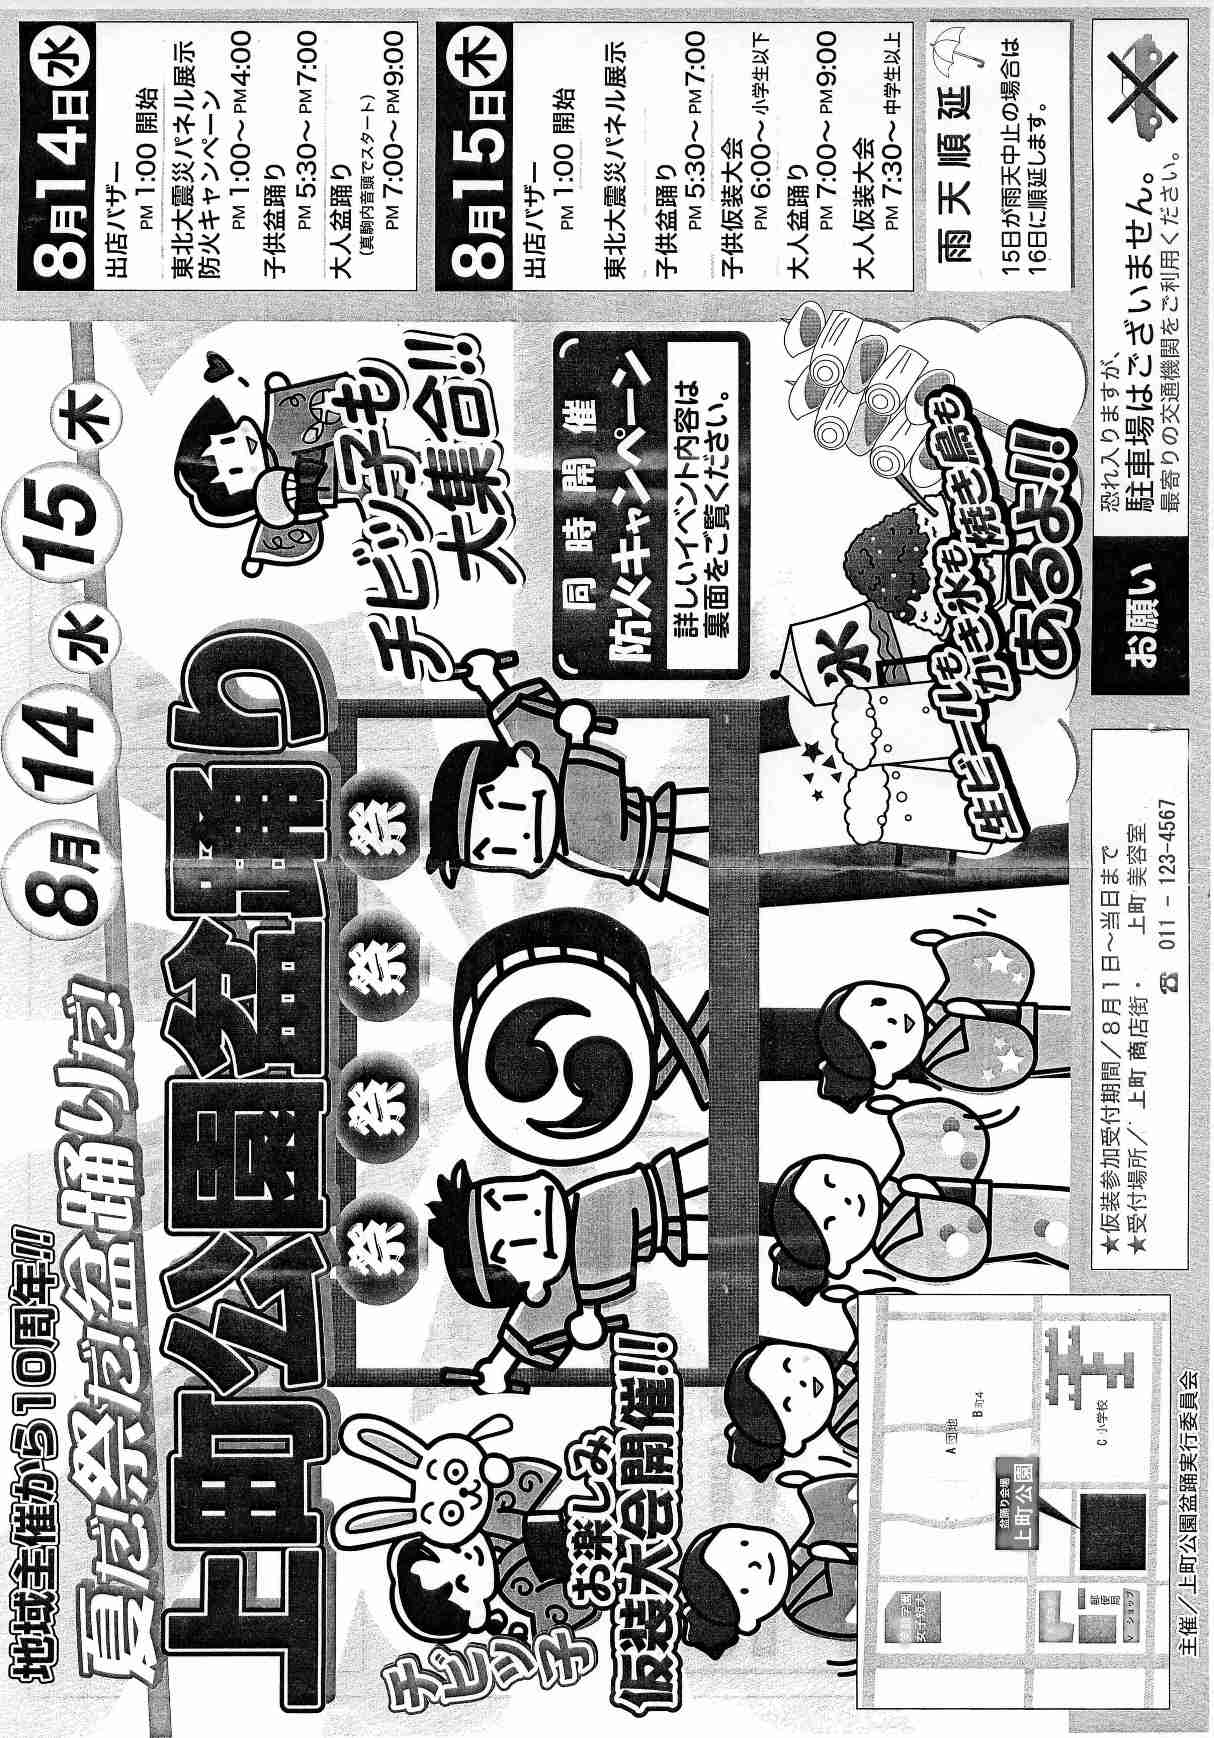 地域主催から10周年!!!
夏だ!祭だ!盆踊りだ!
8月 14 水 15 木
上町公園盆踊り
祭 祭 祭 祭
チビッ子も
大集合!!
チビッ子
お楽しみ
仮装大会開催!!!
同時開催
防火キャンペーン
詳しいイベント内容は
裏面をご覧ください。
氷
生ビールも
かき氷も
焼き鳥も
あるよ!!
8月14日水
出店バザー
PM 1:00 開始
東北大震災パネル展示
防火キャンペーン
PM 1:00〜 PM 4:00
子供盆踊り
PM 5:30〜 PM 7:00
大人盆踊り
(真駒内音頭でスタート)
PM 7:00〜 PM 9:00
8月15日木
出店バザー
PM 1:00 開始
東北大震災パネル展示
子供盆踊り
PM 5:30〜 PM 7:00
子供仮装大会
PM 6:00〜 小学生以下
大人盆踊り
PM 7:00〜 PM 9:00
大人仮装大会
PM 7:30〜 中学生以上
雨天順延
15日が雨天中止の場合は
16日に順延します。
A 団地
B 町4
C 小学校
盆踊り会場
上町公園
女子短大
郵便局
V ショップ
主催／上町公園盆踊実行委員会
★仮装参加受付期間／8月1日〜当日まで
★受付場所／上町 商店街・ 上町 美容室
☎ 011 - 123-4567
お願い
恐れ入りますが、
駐車場はございません。
最寄りの交通機関をご利用ください。